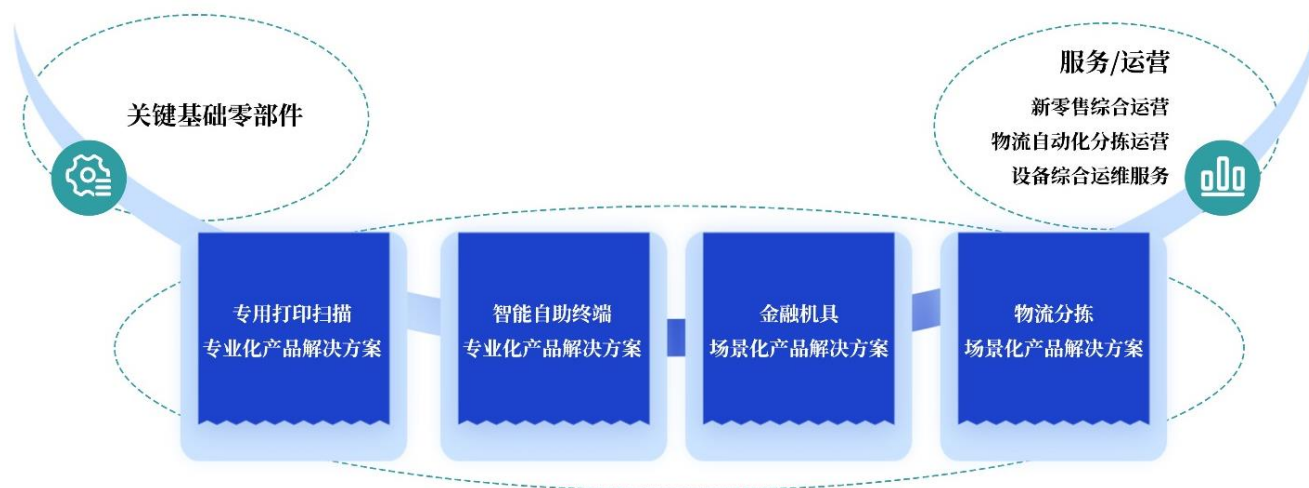 关键基础零部件
服务/运营
新零售综合运营
物流自动化分拣运营
设备综合运维服务
专用打印扫描
专业化产品解决方案
智能自助终端
专业化产品解决方案
金融机具
场景化产品解决方案
物流分拣
场景化产品解决方案